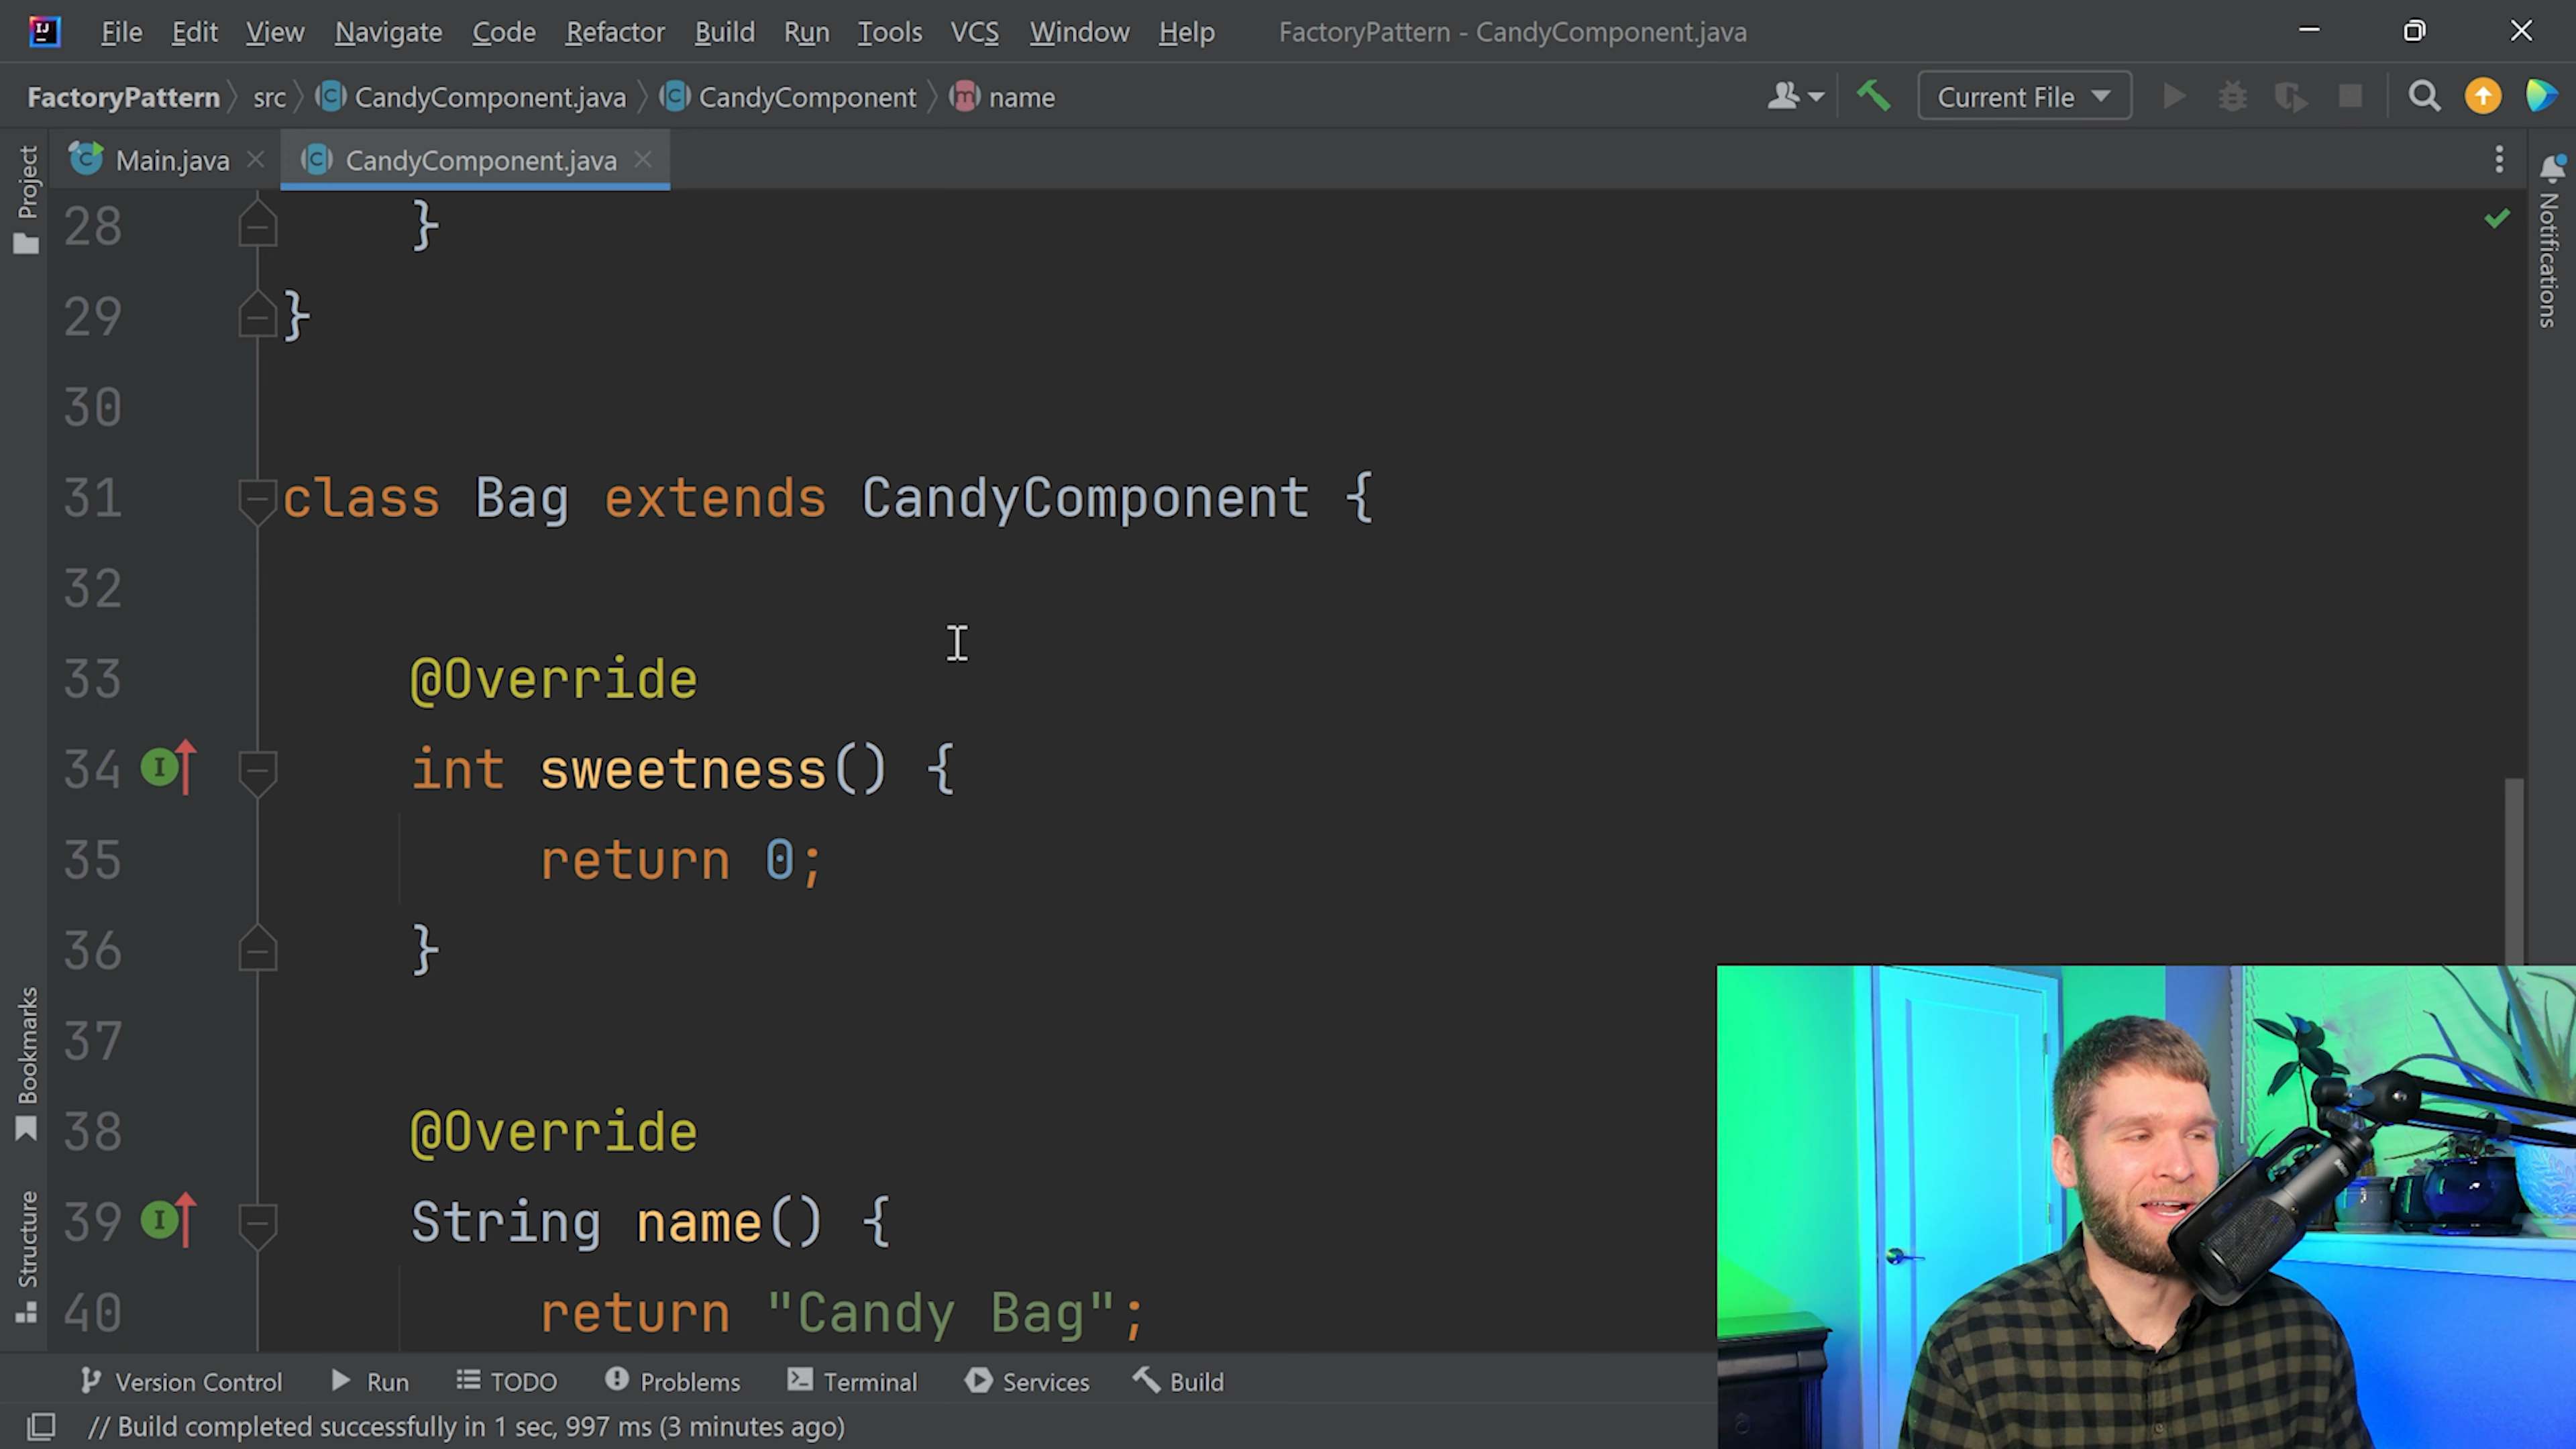 File Edit View Navigate Code Refactor Build Run Tools VCS Window Help FactoryPattern - CandyComponent.java
FactoryPattern src CandyComponent.java CandyComponent name Current File
Main.java CandyComponent.java
Project
Notifications
28 }
29 }
30
31 class Bag extends CandyComponent {
32
33 @Override
34 int sweetness() {
35 return 0;
36 }
37
38 @Override
39 String name() {
40 return "Candy Bag";
Bookmarks
Structure
Version Control Run TODO Problems Terminal Services Build
// Build completed successfully in 1 sec, 997 ms (3 minutes ago)